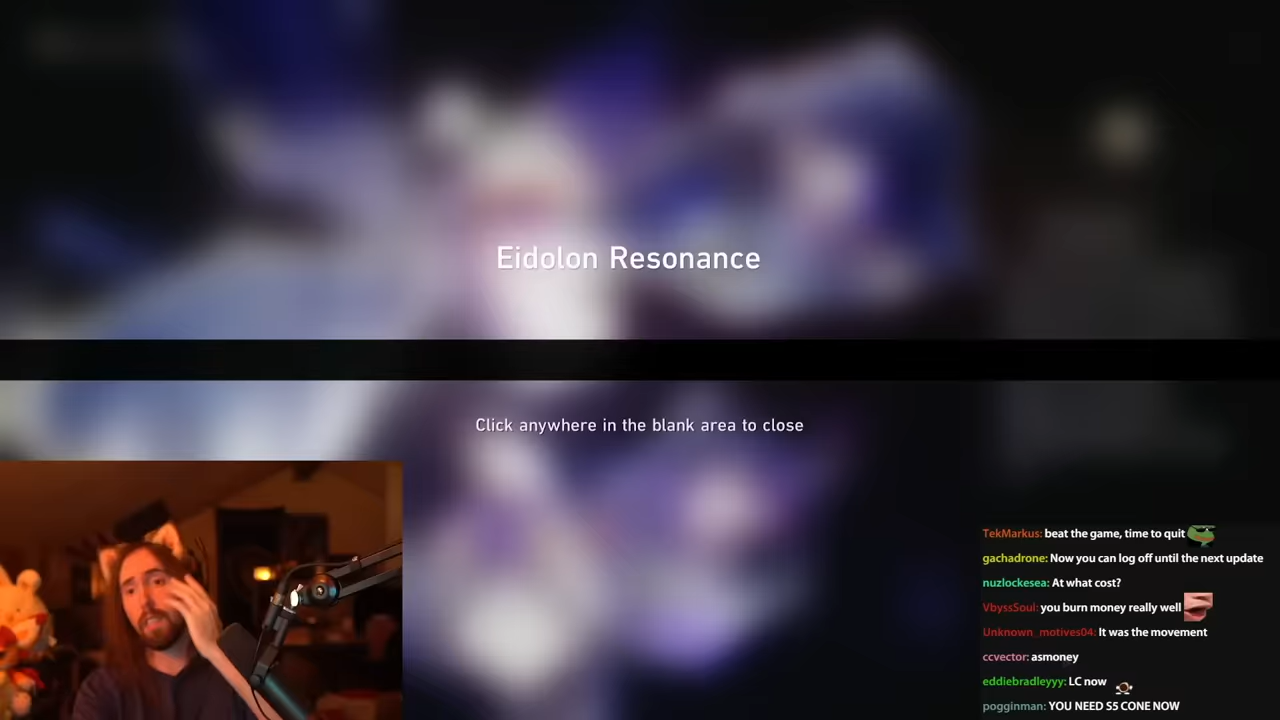 Eidolon Resonance
Click anywhere in the blank area to close
TekMarkus: beat the game, time to quit
gachadrone: Now you can log off until the next update
nuzlockesea: At what cost?
VbyssSoul: you burn money really well
Unknown_motives04: It was the movement
ccvector: asmoney
eddiebradleyyy: LC now
pogginman: YOU NEED S5 CONE NOW